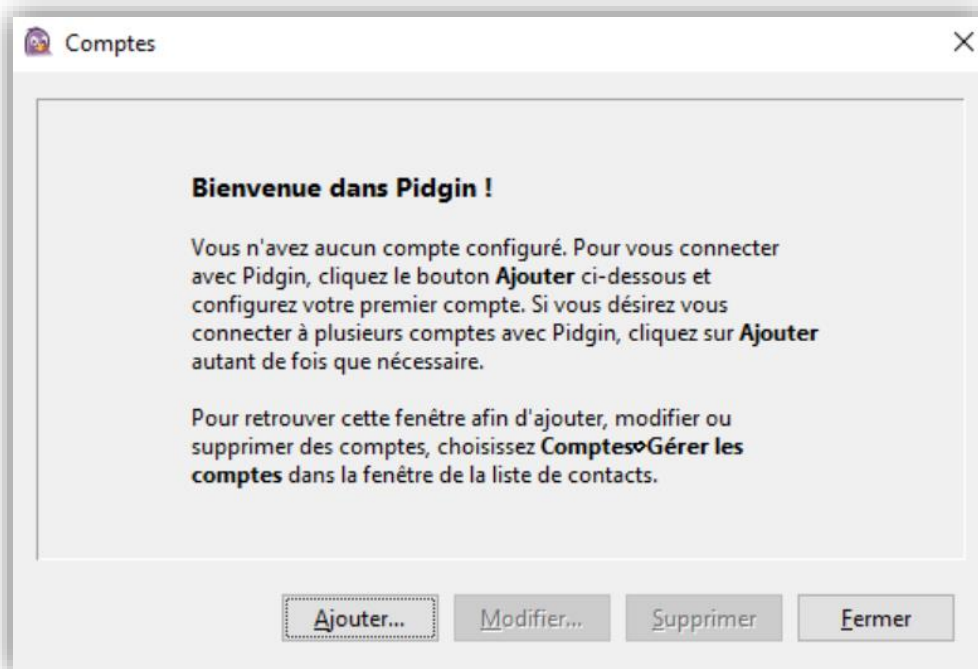 Comptes
Bienvenue dans Pidgin !
Vous n'avez aucun compte configuré. Pour vous connecter
avec Pidgin, cliquez le bouton Ajouter ci-dessous et
configurez votre premier compte. Si vous désirez vous
connecter à plusieurs comptes avec Pidgin, cliquez sur Ajouter
autant de fois que nécessaire.
Pour retrouver cette fenêtre afin d'ajouter, modifier ou
supprimer des comptes, choisissez Comptes⇨Gérer les
comptes dans la fenêtre de la liste de contacts.
Ajouter... Modifier... Supprimer Fermer